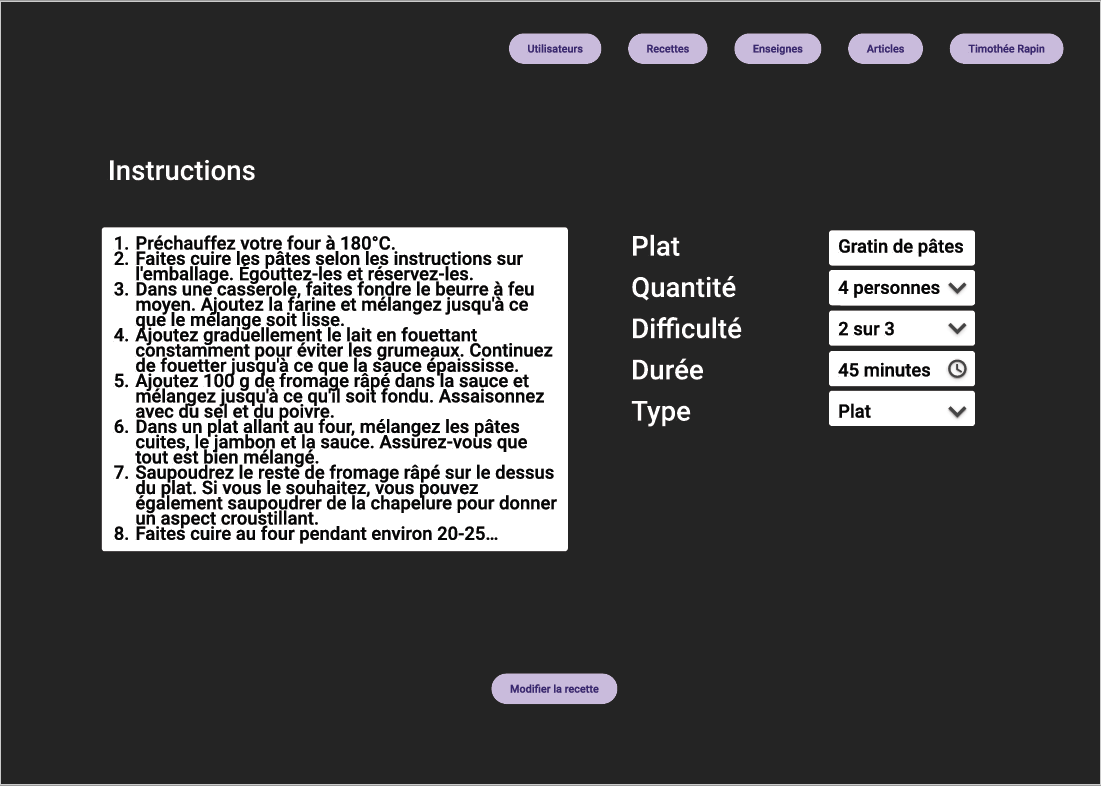 Utilisateurs
Recettes
Enseignes
Articles
Timothée Rapin
Instructions
1. Préchauffez votre four à 180°C.
2. Faites cuire les pâtes selon les instructions sur
l'emballage. Égouttez-les et réservez-les.
3. Dans une casserole, faites fondre le beurre à feu
moyen. Ajoutez la farine et mélangez jusqu'à ce
que le mélange soit lisse.
4. Ajoutez graduellement le lait en fouettant
constamment pour éviter les grumeaux. Continuez
de fouetter jusqu'à ce que la sauce épaississe.
5. Ajoutez 100 g de fromage râpé dans la sauce et
mélangez jusqu'à ce qu'il soit fondu. Assaisonnez
avec du sel et du poivre.
6. Dans un plat allant au four, mélangez les pâtes
cuites, le jambon et la sauce. Assurez-vous que
tout est bien mélangé.
7. Saupoudrez le reste de fromage râpé sur le dessus
du plat. Si vous le souhaitez, vous pouvez
également saupoudrer de la chapelure pour donner
un aspect croustillant.
8. Faites cuire au four pendant environ 20-25...
Plat
Gratin de pâtes
Quantité
4 personnes
Difficulté
2 sur 3
Durée
45 minutes
Type
Plat
Modifier la recette